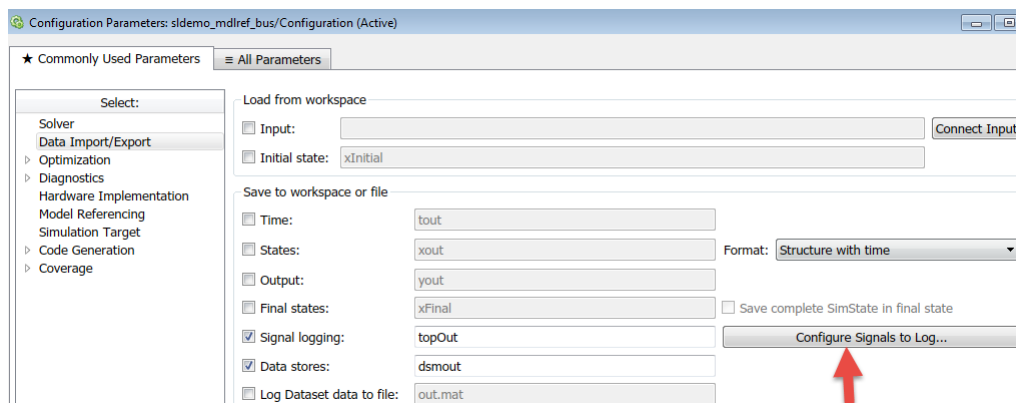 Configuration Parameters: sldemo_mdlref_bus/Configuration (Active)
★ Commonly Used Parameters ≡ All Parameters
Select:
Solver
Data Import/Export
Optimization
Diagnostics
Hardware Implementation
Model Referencing
Simulation Target
Code Generation
Coverage
Load from workspace
Input: Connect Input
Initial state: xInitial
Save to workspace or file
Time: tout
States: xout Format: Structure with time
Output: yout
Final states: xFinal Save complete SimState in final state
Signal logging: topOut Configure Signals to Log...
Data stores: dsmout
Log Dataset data to file: out.mat